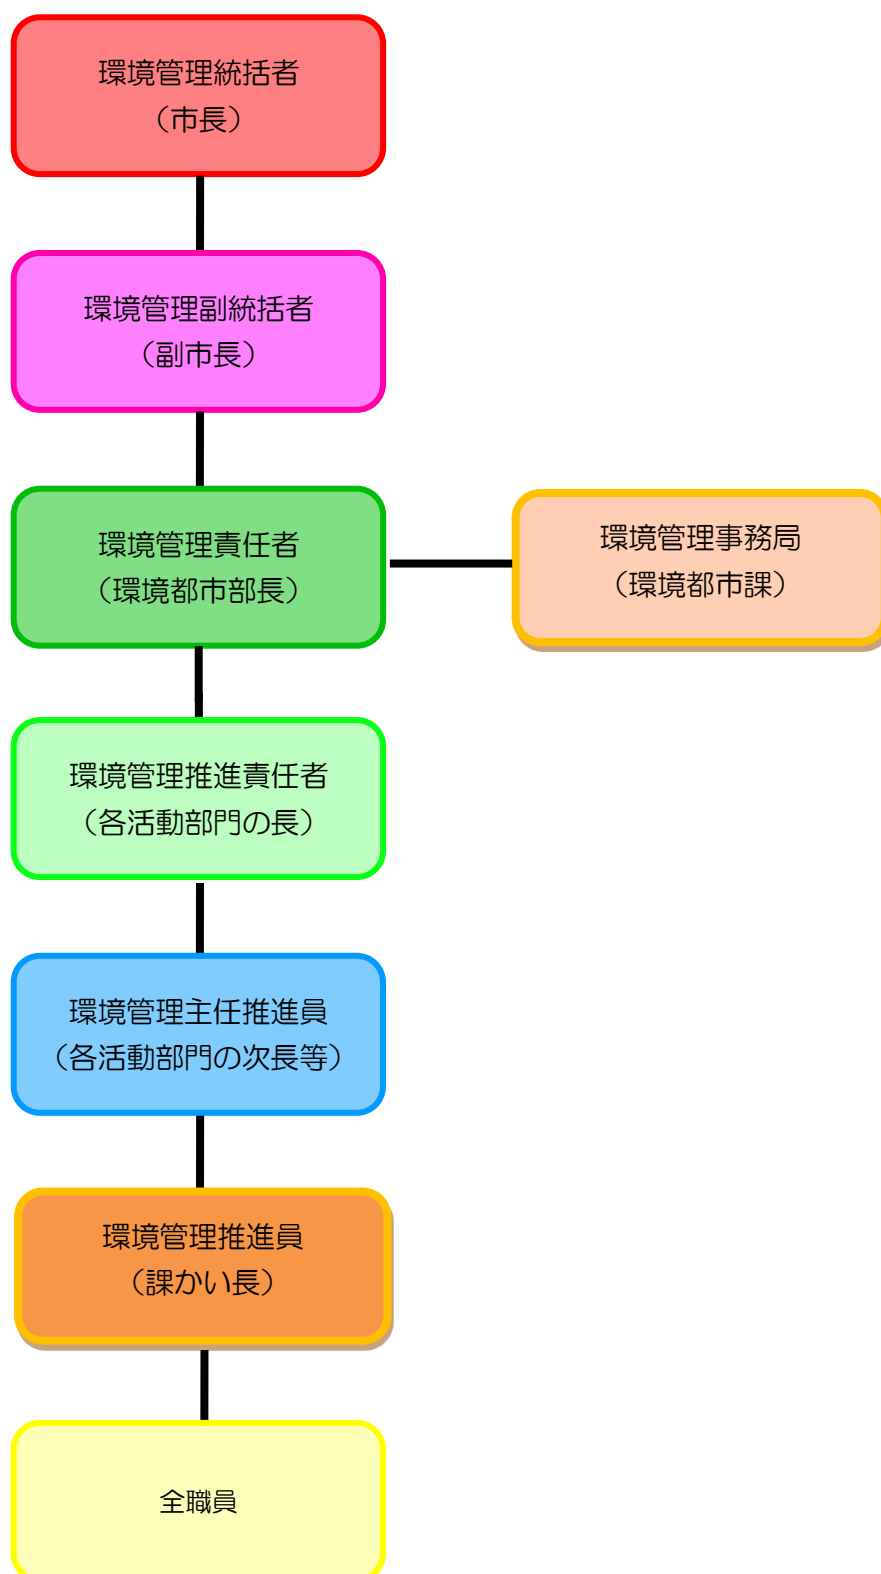 環境管理統括者
（市長）
環境管理副統括者
（副市長）
環境管理責任者
（環境都市部長）
環境管理事務局
（環境都市課）
環境管理推進責任者
（各活動部門の長）
環境管理主任推進員
（各活動部門の次長等）
環境管理推進員
（課かい長）
全職員